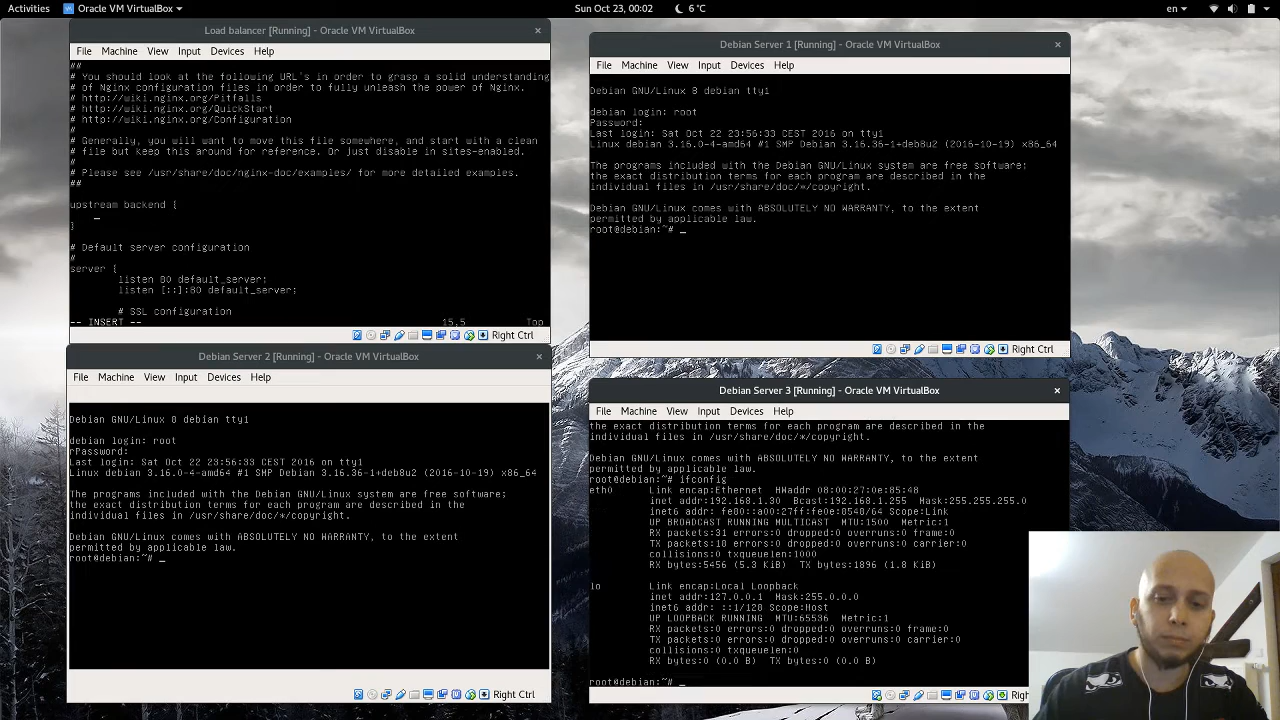 Activities Oracle VM VirtualBox Sun Oct 23, 00:02 6 °C en
Load balancer [Running] - Oracle VM VirtualBox ×
File Machine View Input Devices Help
##
# You should look at the following URL's in order to grasp a solid understanding
# of Nginx configuration files in order to fully unleash the power of Nginx.
# http://wiki.nginx.org/Pitfalls
# http://wiki.nginx.org/QuickStart
# http://wiki.nginx.org/Configuration
#
# Generally, you will want to move this file somewhere, and start with a clean
# file but keep this around for reference. Or just disable in sites-enabled.
#
# Please see /usr/share/doc/nginx-doc/examples/ for more detailed examples.
##
upstream backend {
_
}
# Default server configuration
#
server {
listen 80 default_server;
listen [::]:80 default_server;
# SSL configuration
-- INSERT -- 15,5 Top
Right Ctrl
Debian Server 1 [Running] - Oracle VM VirtualBox ×
File Machine View Input Devices Help
Debian GNU/Linux 8 debian tty1
debian login: root
Password:
Last login: Sat Oct 22 23:56:33 CEST 2016 on tty1
Linux debian 3.16.0-4-amd64 #1 SMP Debian 3.16.36-1+deb8u2 (2016-10-19) x86_64
The programs included with the Debian GNU/Linux system are free software;
the exact distribution terms for each program are described in the
individual files in /usr/share/doc/*/copyright.
Debian GNU/Linux comes with ABSOLUTELY NO WARRANTY, to the extent
permitted by applicable law.
root@debian:~# _
Right Ctrl
Debian Server 2 [Running] - Oracle VM VirtualBox ×
File Machine View Input Devices Help
Debian GNU/Linux 8 debian tty1
debian login: root
rPassword:
Last login: Sat Oct 22 23:56:33 CEST 2016 on tty1
Linux debian 3.16.0-4-amd64 #1 SMP Debian 3.16.36-1+deb8u2 (2016-10-19) x86_64
The programs included with the Debian GNU/Linux system are free software;
the exact distribution terms for each program are described in the
individual files in /usr/share/doc/*/copyright.
Debian GNU/Linux comes with ABSOLUTELY NO WARRANTY, to the extent
permitted by applicable law.
root@debian:~# _
Right Ctrl
Debian Server 3 [Running] - Oracle VM VirtualBox ×
File Machine View Input Devices Help
the exact distribution terms for each program are described in the
individual files in /usr/share/doc/*/copyright.
Debian GNU/Linux comes with ABSOLUTELY NO WARRANTY, to the extent
permitted by applicable law.
root@debian:~# ifconfig
eth0 Link encap:Ethernet HWaddr 08:00:27:0e:85:48
inet addr:192.168.1.30 Bcast:192.168.1.255 Mask:255.255.255.0
inet6 addr: fe80::a00:27ff:fe0e:8548/64 Scope:Link
UP BROADCAST RUNNING MULTICAST MTU:1500 Metric:1
RX packets:31 errors:0 dropped:0 overruns:0 frame:0
TX packets:18 errors:0 dropped:0 overruns:0 carrier:0
collisions:0 txqueuelen:1000
RX bytes:5456 (5.3 KiB) TX bytes:1896 (1.8 KiB)
lo Link encap:Local Loopback
inet addr:127.0.0.1 Mask:255.0.0.0
inet6 addr: ::1/128 Scope:Host
UP LOOPBACK RUNNING MTU:65536 Metric:1
RX packets:0 errors:0 dropped:0 overruns:0 frame:0
TX packets:0 errors:0 dropped:0 overruns:0 carrier:0
collisions:0 txqueuelen:0
RX bytes:0 (0.0 B) TX bytes:0 (0.0 B)
root@debian:~# _
Righ